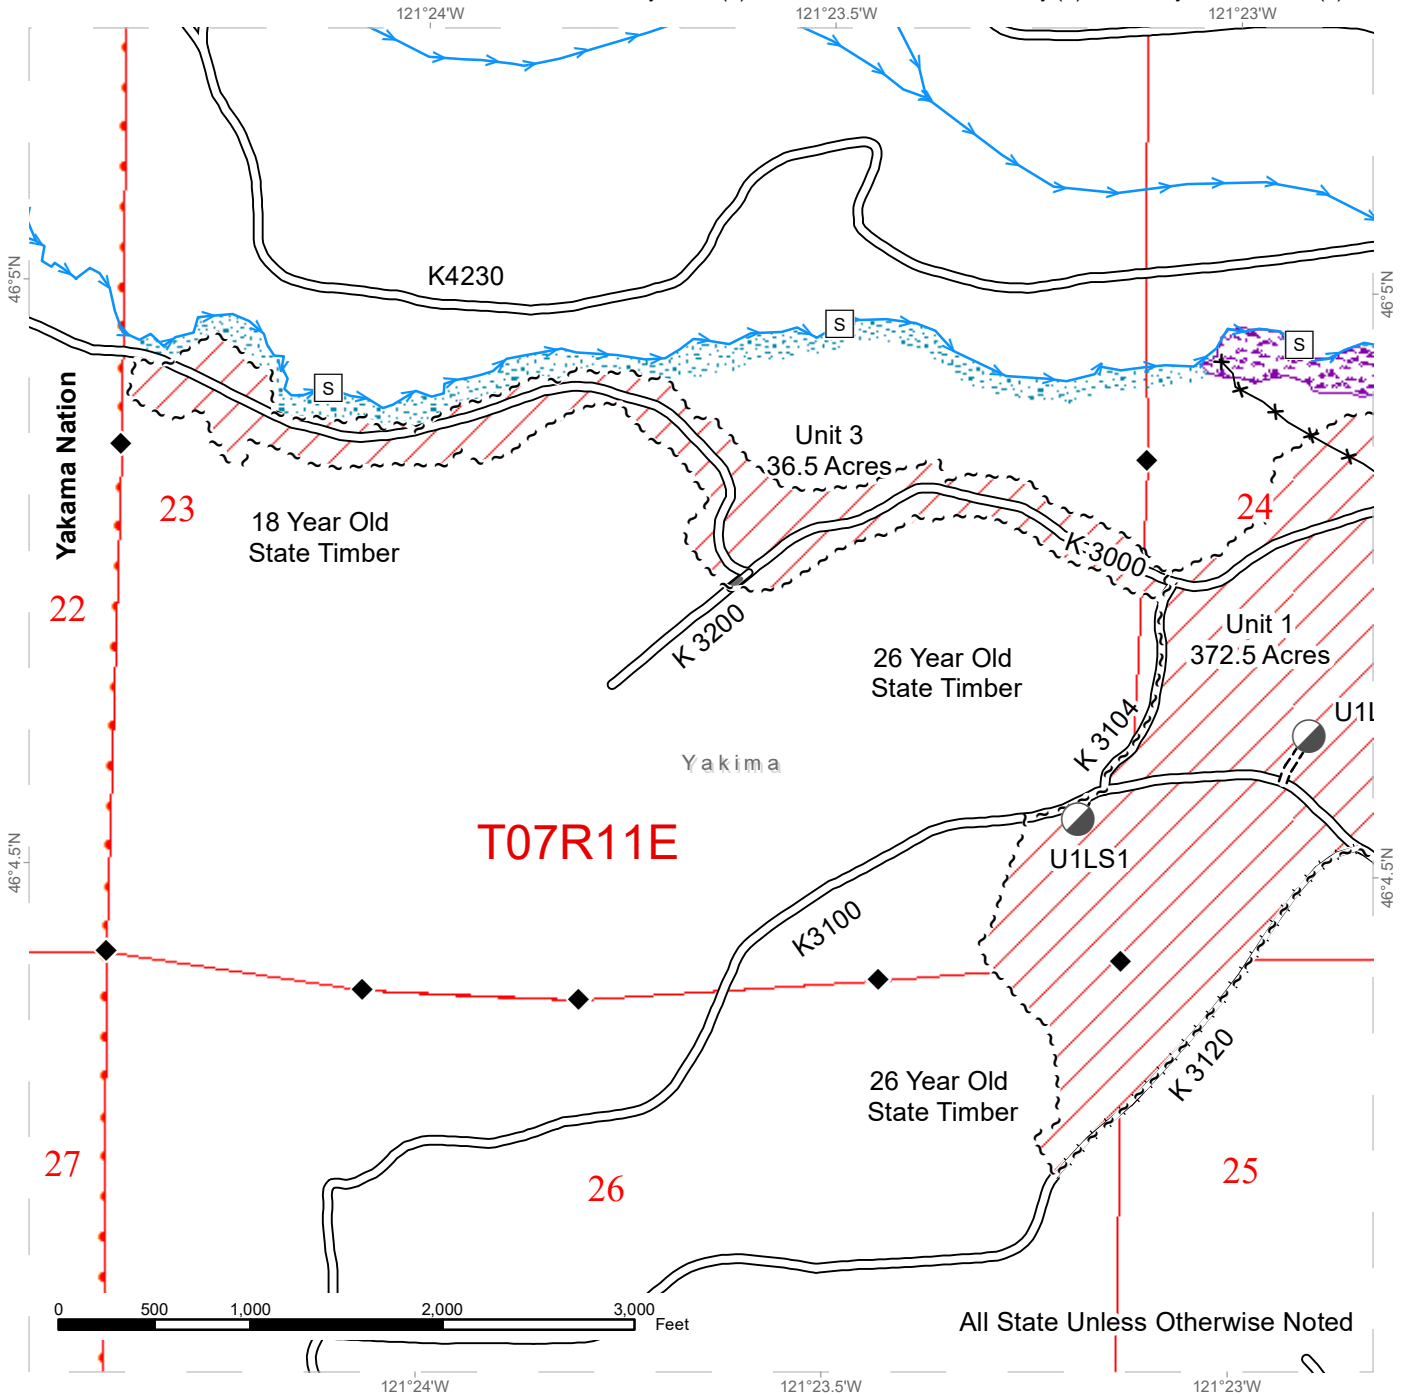 121°24'W
121°23.5'W
121°23'W
K4230
46°5'N
46°5'N
S
S
S
Yakama Nation
Unit 3
36.5 Acres
23
24
18 Year Old
State Timber
K 3000
22
K 3200
Unit 1
372.5 Acres
26 Year Old
State Timber
U1L
K 3104
Yakima
T07R11E
U1LS1
46°4.5'N
46°4.5'N
K3100
K 3120
26 Year Old
State Timber
27
26
25
0
500
1,000
2,000
3,000
Feet
All State Unless Otherwise Noted
121°24'W
121°23.5'W
121°23'W